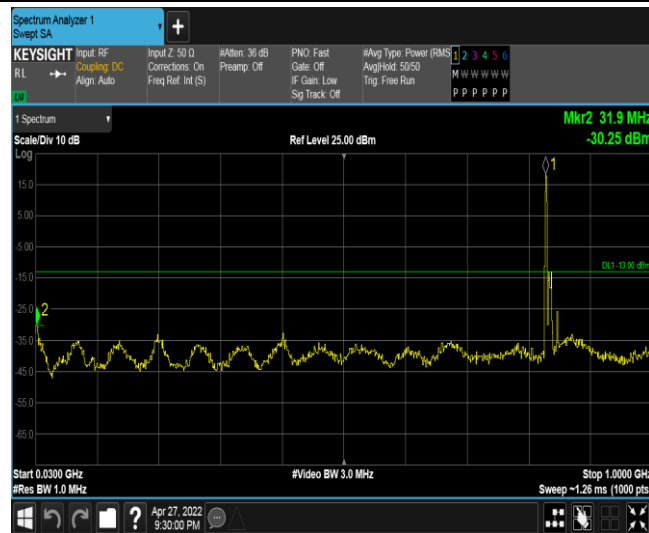 Spectrum Analyzer 1
Swept SA
KEYSIGHT
RL
Input: RF
Coupling: DC
Align: Auto
Input Z: 50 Ω
Corrections: On
Freq Ref: Int (S)
#Atten: 36 dB
Preamp: Off
PNO: Fast
Gate: Off
IF Gain: Low
Sig Track: Off
#Avg Type: Power (RMS
Avg|Hold: 50/50
Trig: Free Run
1 2 3 4 5 6
M W W W W W
P P P P P P
1 Spectrum
Mkr2 31.9 MHz
Scale/Div 10 dB
Ref Level 25.00 dBm
-30.25 dBm
Log
1
15.0
5.00
-5.00
DL1 -13.00 dBm
-15.0
-25.0
2
-35.0
-45.0
-55.0
-65.0
Start 0.0300 GHz
#Video BW 3.0 MHz
Stop 1.0000 GHz
#Res BW 1.0 MHz
Sweep ~1.26 ms (1000 pts
Apr 27, 2022
9:30:00 PM